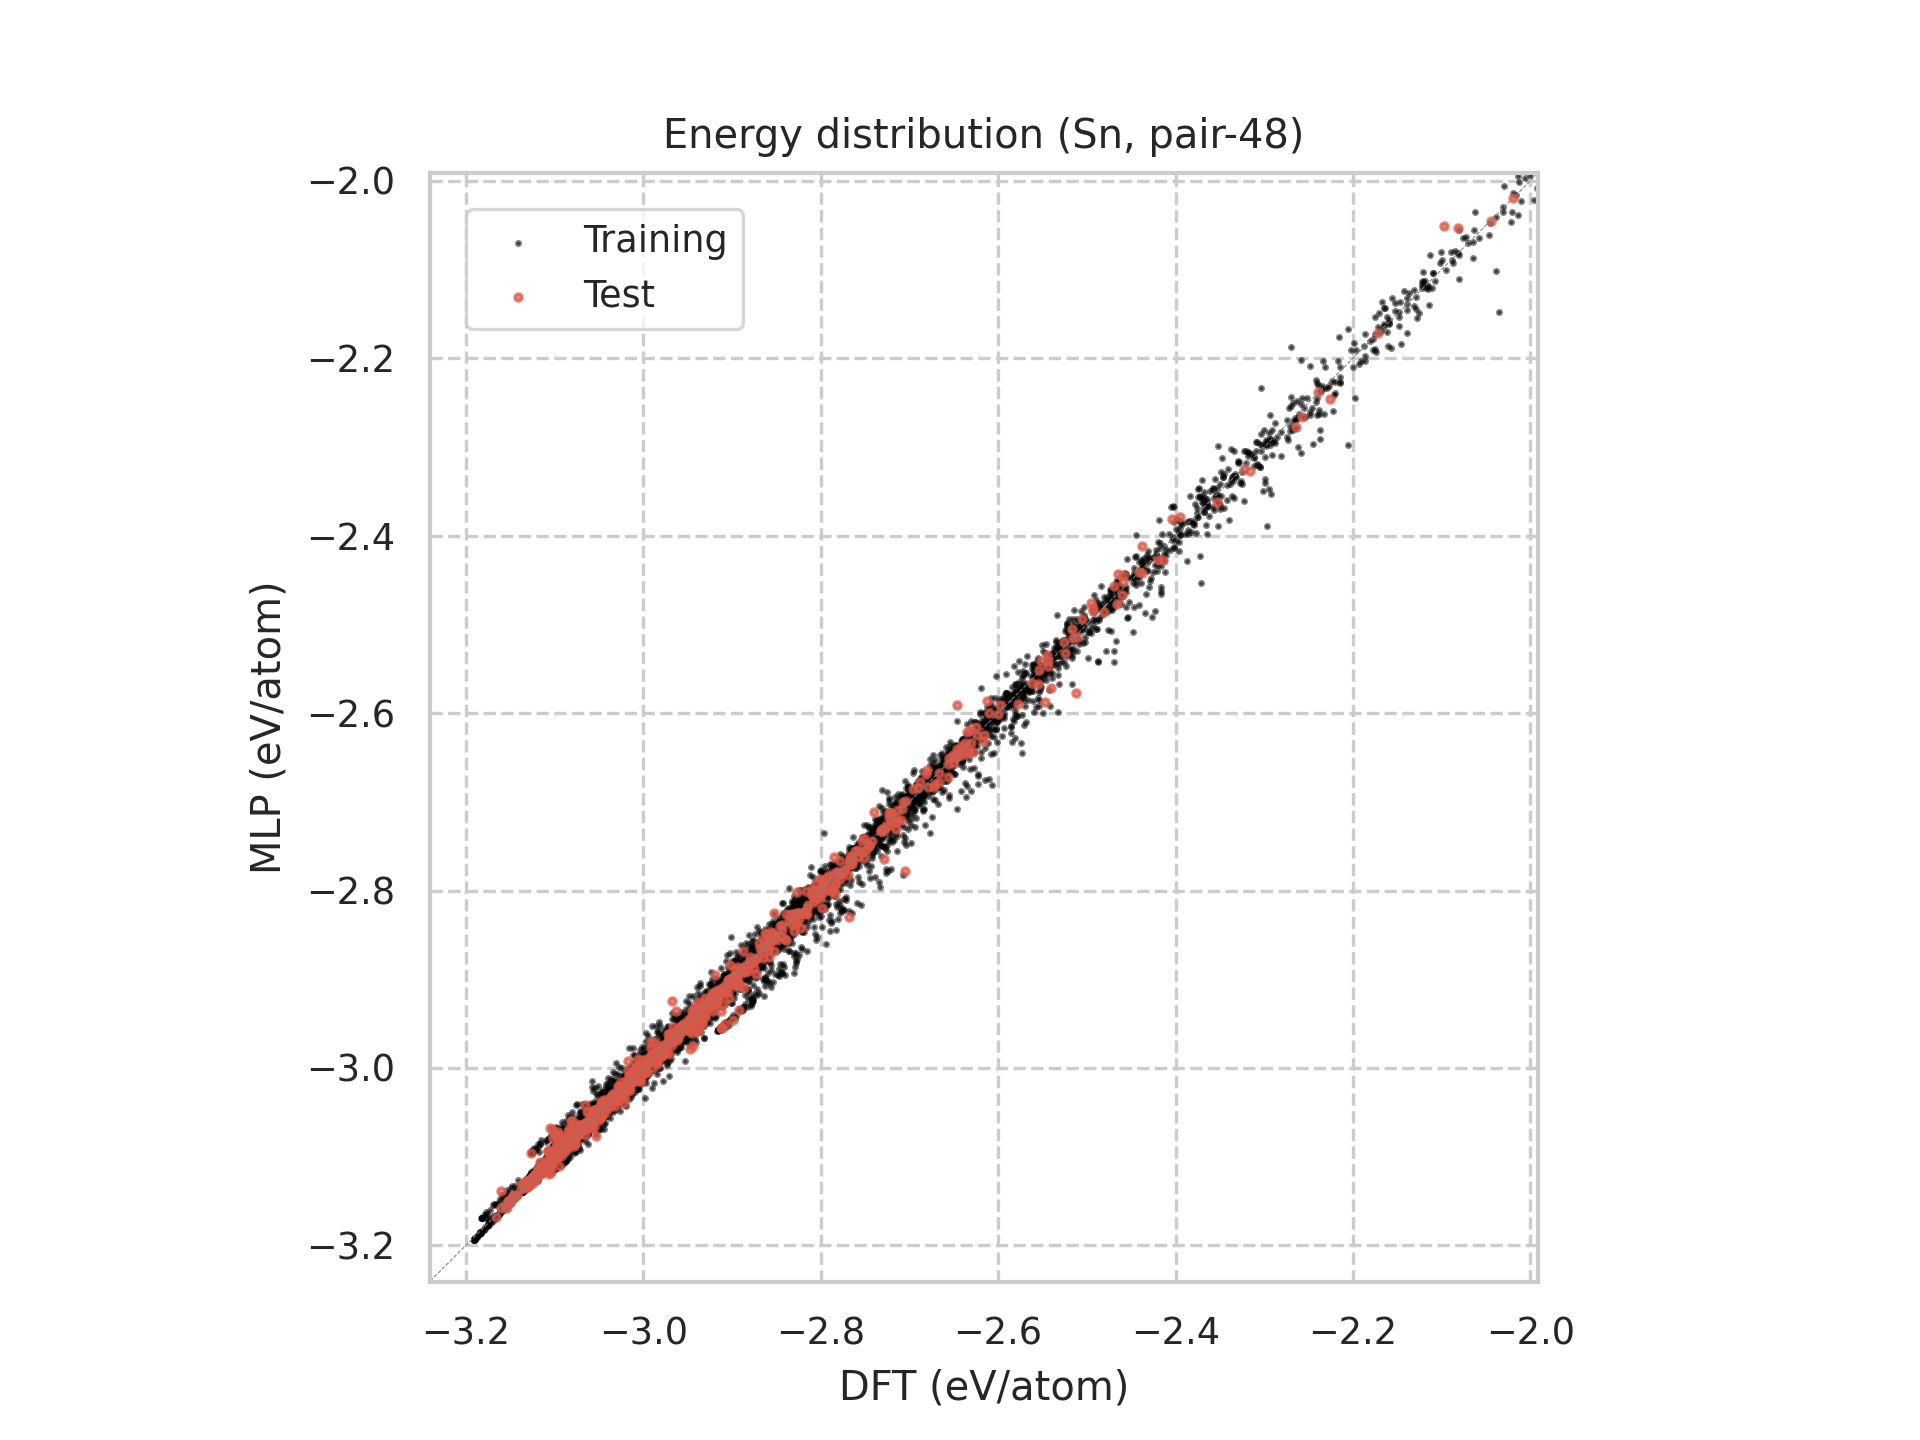 Energy distribution (Sn, pair-48)
Training
Test
−2.0
−2.2
−2.4
−2.6
−2.8
−3.0
−3.2
MLP (eV/atom)
−3.2 −3.0 −2.8 −2.6 −2.4 −2.2 −2.0
DFT (eV/atom)